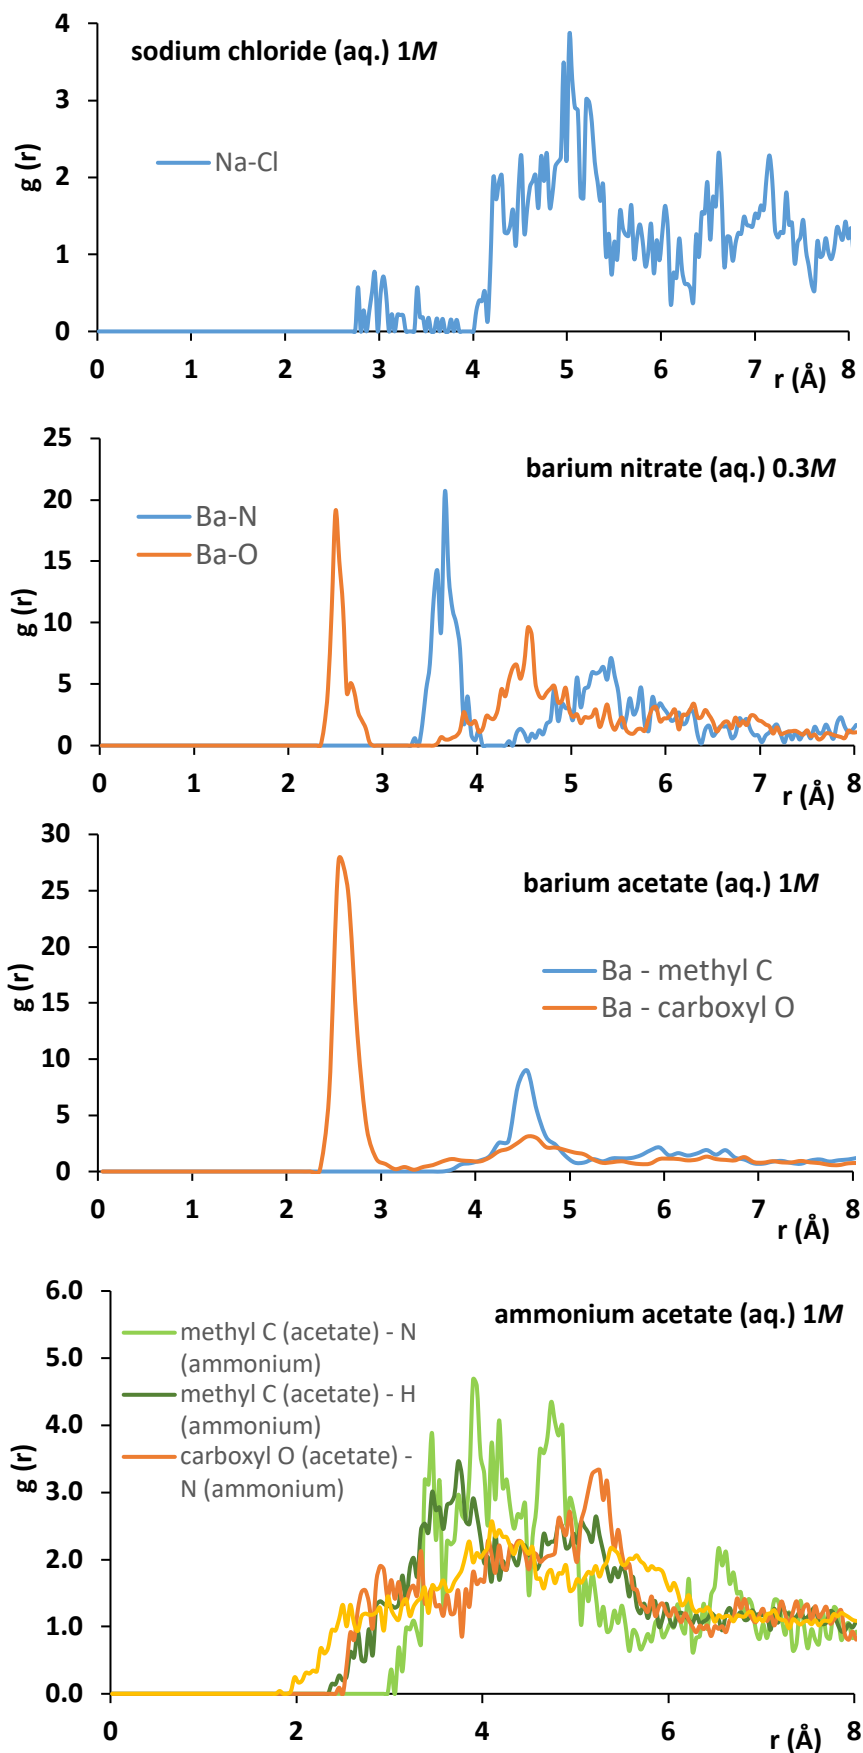 4
sodium chloride (aq.) 1M
3
g (r)
Na-Cl
2
1
0
0 1 2 3 4 5 6 7 8
r (Å)
25
barium nitrate (aq.) 0.3M
20
Ba-N
Ba-O
15
g (r)
10
5
0
0 1 2 3 4 5 6 7 8
r (Å)
30
barium acetate (aq.) 1M
25
20
Ba - methyl C
Ba - carboxyl O
g (r)
15
10
5
0
0 1 2 3 4 5 6 7 8
r (Å)
6.0
ammonium acetate (aq.) 1M
methyl C (acetate) - N
(ammonium)
5.0
methyl C (acetate) - H
(ammonium)
4.0
carboxyl O (acetate) -
N (ammonium)
g (r)
3.0
2.0
1.0
0.0
0 2 4 6 8
r (Å)